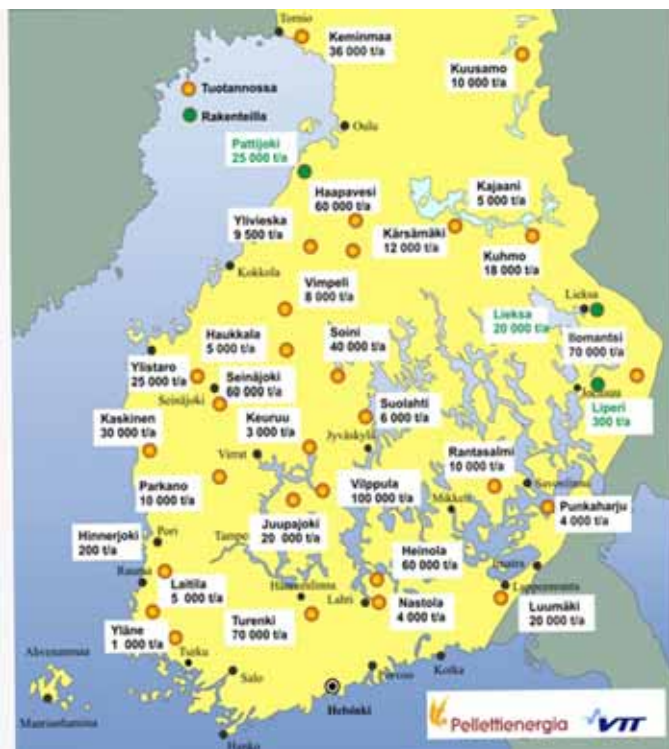 Tornio
Keminmaa
36 000 t/a
Kuusamo
10 000 t/a
Tuotannossa
Rakenteilla
Oulu
Pattijoki
25 000 t/a
Haapavesi
60 000 t/a
Kajaani
5 000 t/a
Ylivieska
9 500 t/a
Kärsämäki
12 000 t/a
Kuhmo
18 000 t/a
Kokkola
Vimpeli
8 000 t/a
Lieksa
Lieksa
20 000 t/a
Haukkala
5 000 t/a
Soini
40 000 t/a
Ilomantsi
70 000 t/a
Ylistaro
25 000 t/a
Seinäjoki
60 000 t/a
Seinäjoki
Suolahti
6 000 t/a
Joensuu
Liperi
300 t/a
Kaskinen
30 000 t/a
Keuruu
3 000 t/a
Jyväskylä
Virrat
Rantasalmi
10 000 t/a
Parkano
10 000 t/a
Vilppula
100 000 t/a
Savonlinna
Mikkeli
Punkaharju
4 000 t/a
Juupajoki
20 000 t/a
Hinnerjoki
200 t/a
Pori
Tampe
Heinola
60 000 t/a
Imatra
Rauma
Laitila
5 000 t/a
Hämeenlinna
Lahti
Nastola
4 000 t/a
Lappeenranta
Luumäki
20 000 t/a
Yläne
1 000 t/a
Turenki
70 000 t/a
Ahvenanmaa
Turku
Salo
Porvoo
Kotka
Maarianhamina
Helsinki
Hanko
Pellettienergia
VTT